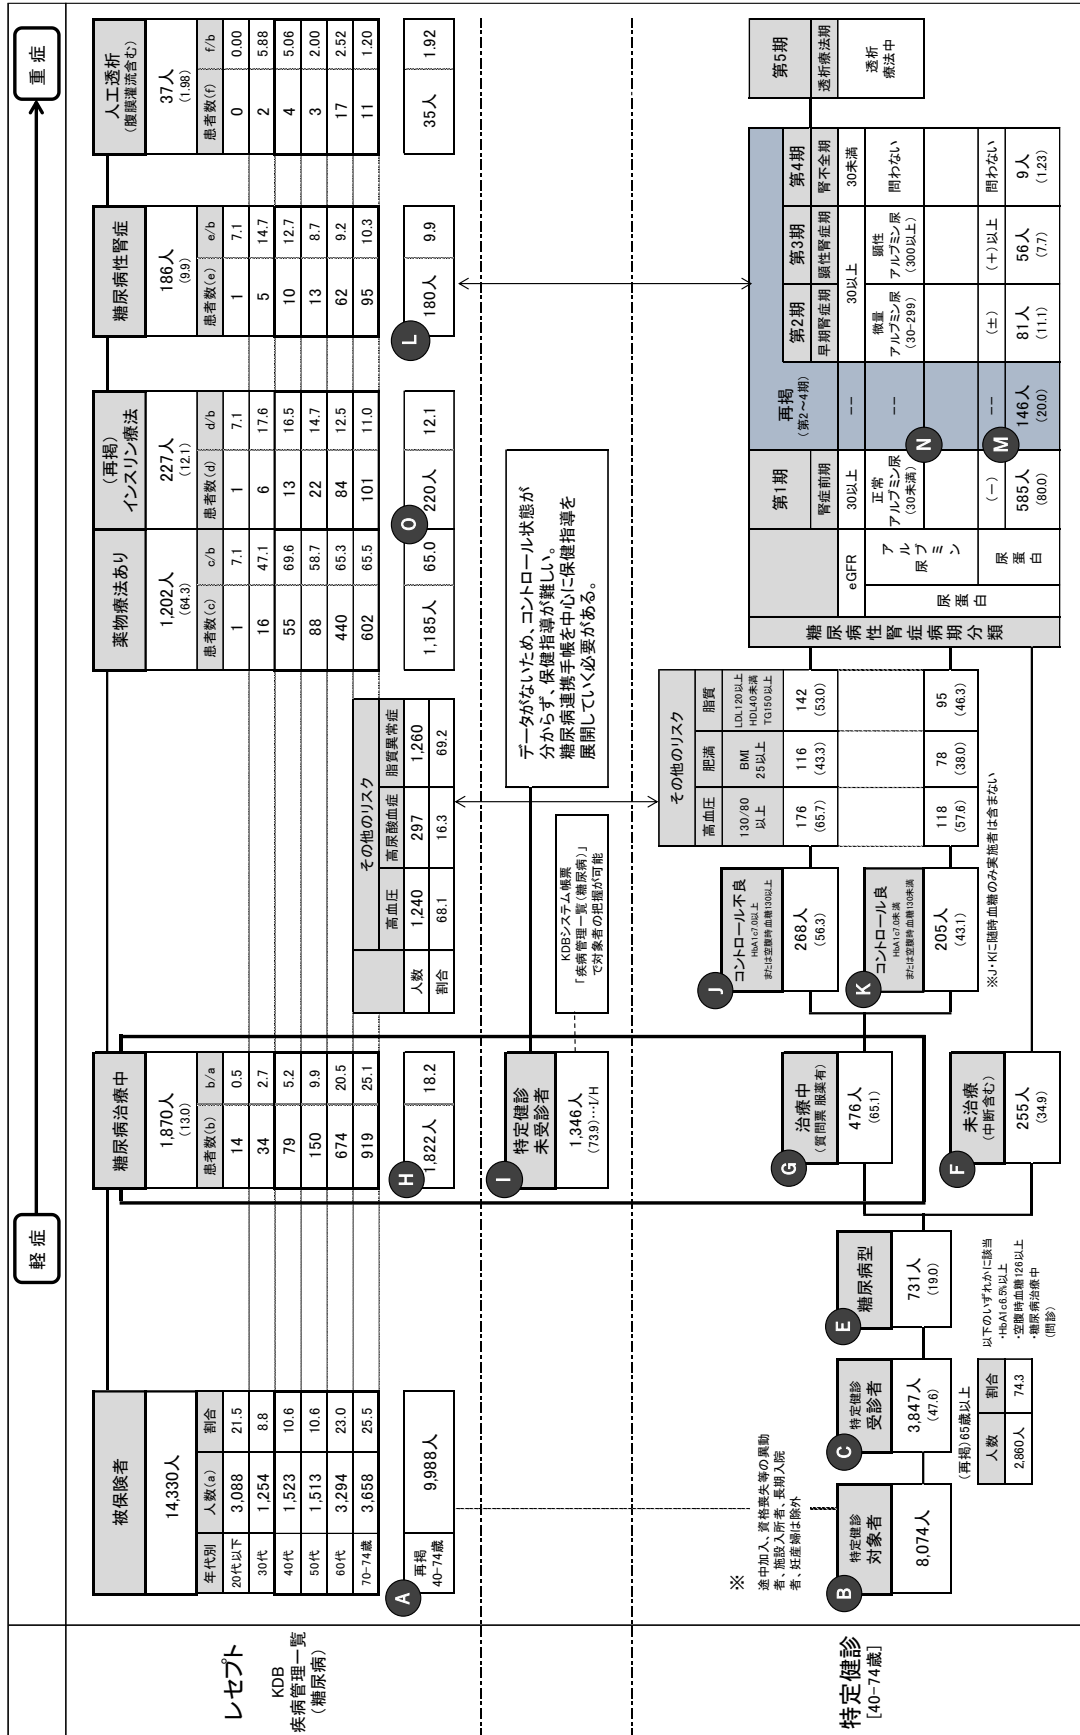 軽症
重症
レセプト
KDB
疾病管理一覧
(糖尿病)
被保険者
14,330人
年代別 人数(a) 割合
20代以下 3,088 21.5
30代 1,254 8.8
40代 1,523 10.6
50代 1,513 10.6
60代 3,294 23.0
70-74歳 3,658 25.5
A
再掲
40-74歳
9,988人
糖尿病治療中
1,870人
(13.0)
患者数(b) b/a
14 0.5
34 2.7
79 5.2
150 9.9
674 20.5
919 25.1
H
1,822人 18.2
その他のリスク
高血圧 高尿酸血症 脂質異常症
人数 1,240 297 1,260
割合 68.1 16.3 69.2
薬物療法あり
1,202人
(64.3)
患者数(c) c/b
1 7.1
16 47.1
55 69.6
88 58.7
440 65.3
602 65.5
1,185人 65.0
O
(再掲)
インスリン療法
227人
(12.1)
患者数(d) d/b
1 7.1
6 17.6
13 16.5
22 14.7
84 12.5
101 11.0
220人 12.1
糖尿病性腎症
186人
(9.9)
患者数(e) e/b
1 7.1
5 14.7
10 12.7
13 8.7
62 9.2
95 10.3
L
180人 9.9
人工透析
(腹膜灌流含む)
37人
(1.98)
患者数(f) f/b
0 0.00
2 5.88
4 5.06
3 2.00
17 2.52
11 1.20
35人 1.92
I
特定健診
未受診者
1,346人
(73.9)…I/H
KDBシステム帳票
「疾病管理一覧(糖尿病)」
で対象者の把握が可能
データがないため、コントロール状態が
分からず、保健指導が難しい。
糖尿病連携手帳を中心に保健指導を
展開していく必要がある。
特定健診
[40-74歳]
※
途中加入、資格喪失等の異動
者、施設入所者、長期入院
者、妊産婦は除外
B
特定健診
対象者
8,074人
C
特定健診
受診者
3,847人
(47.6)
(再掲)65歳以上
人数 割合
2,860人 74.3
E
糖尿病型
731人
(19.0)
以下のいずれかに該当
・HbA1c6.5%以上
・空腹時血糖126以上
・糖尿病治療中
(問診)
G
治療中
(質問票 服薬有)
476人
(65.1)
F
未治療
(中断含む)
255人
(34.9)
J
コントロール不良
HbA1c7.0以上
または空腹時血糖130以上
268人
(56.3)
K
コントロール良
HbA1c7.0未満
または空腹時血糖130未満
205人
(43.1)
※J・Kに随時血糖のみ実施者は含まない
その他のリスク
高血圧 肥満 脂質
130/80
以上
BMI
25以上
LDL120以上
HDL40未満
TG150以上
176
(65.7)
116
(43.3)
142
(53.0)
118
(57.6)
78
(38.0)
95
(46.3)
糖尿病性腎症病期分類
第1期
腎症前期
再掲
(第2~4期)
第2期
早期腎症期
第3期
顕性腎症期
第4期
腎不全期
第5期
透析療法期
eGFR 30以上 -- 30以上 30未満
透析
療法中
尿蛋白
アルブミン尿
正常
アルブミン尿
(30未満)
--
微量
アルブミン尿
(30-299)
顕性
アルブミン尿
(300以上)
問わない
N
尿蛋白 (-) -- (±) (+)以上 問わない
M
585人
(80.0)
146人
(20.0)
81人
(11.1)
56人
(7.7)
9人
(1.23)